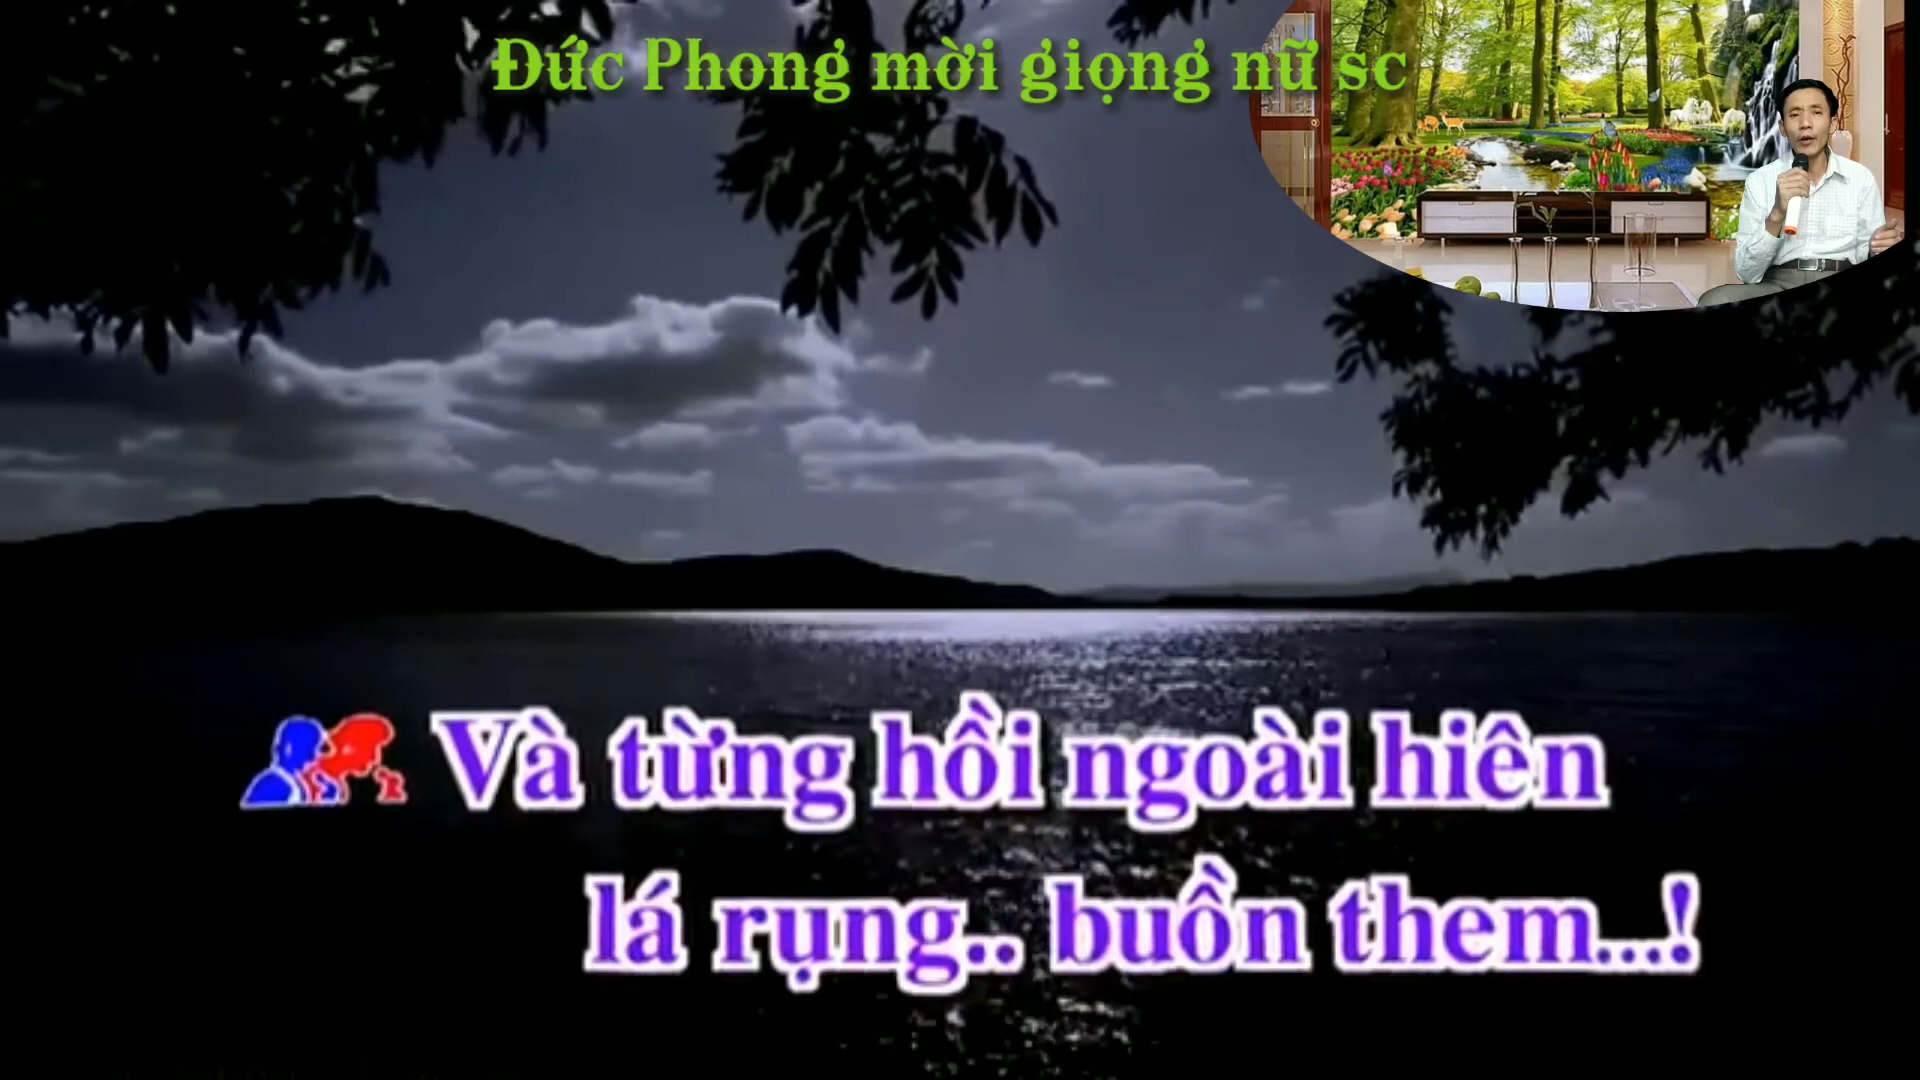 Đức Phong mời giọng nữ sc
Và từng hồi ngoài hiên
lá rụng.. buồn them...!